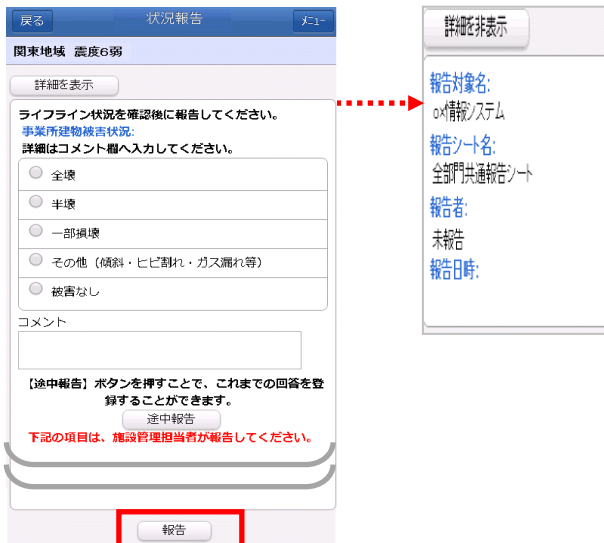 戻る
状況報告
メニュー
関東地域 震度6弱
詳細を表示
ライフライン状況を確認後に報告してください。
事業所建物被害状況:
詳細はコメント欄へ入力してください。
全壊
半壊
一部損壊
その他（傾斜・ヒビ割れ・ガス漏れ等）
被害なし
コメント
【途中報告】ボタンを押すことで、これまでの回答を登
録することができます。
途中報告
下記の項目は、施設管理担当者が報告してください。
報告
詳細を非表示
報告対象名:
○×情報システム
報告シート名:
全部門共通報告シート
報告者:
未報告
報告日時: